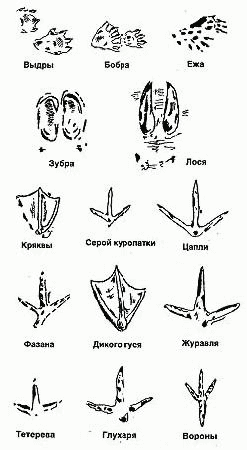 Выдры Бобра Ежа
Зубра Лося
Кряквы Серой куропатки Цапли
Фазана Дикого гуся Журавля
Тетерева Глухаря Вороны